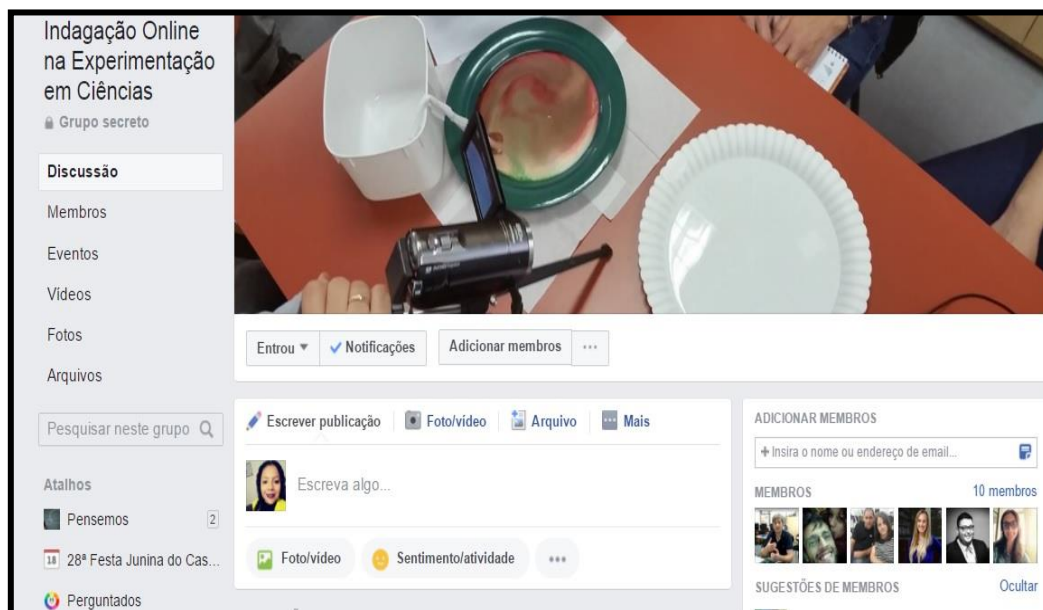 Indagação Online
na Experimentação
em Ciências
Grupo secreto
Discussão
Membros
Eventos
Vídeos
Fotos
Arquivos
Pesquisar neste grupo
Atalhos
Pensemos 2
18 28ª Festa Junina do Cas...
Perguntados
Entrou
Notificações
Adicionar membros
Escrever publicação
Foto/vídeo
Arquivo
Mais
Escreva algo...
Foto/vídeo
Sentimento/atividade
ADICIONAR MEMBROS
+ Insira o nome ou endereço de email...
MEMBROS 10 membros
SUGESTÕES DE MEMBROS Ocultar